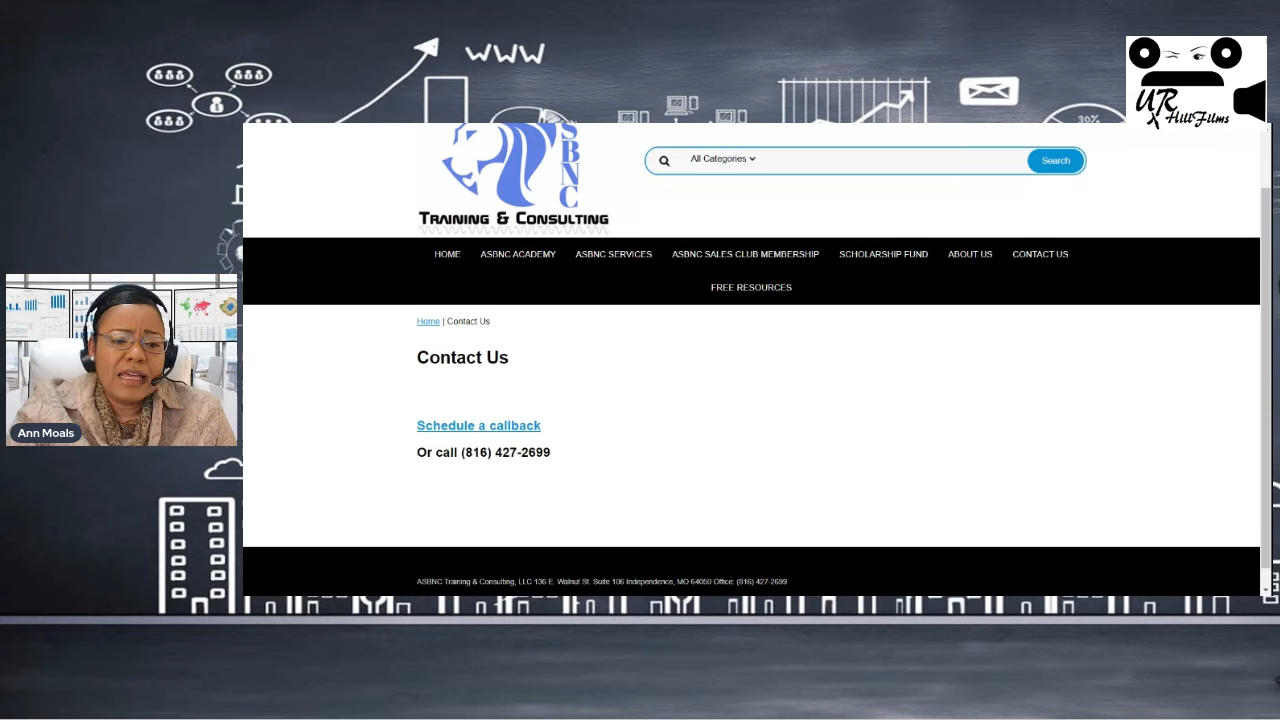 WWW
30%
UR
HillFilms
SBNC
TRAINING & CONSULTING
All Categories
Search
HOME ASBNC ACADEMY ASBNC SERVICES ASBNC SALES CLUB MEMBERSHIP SCHOLARSHIP FUND ABOUT US CONTACT US
FREE RESOURCES
Home | Contact Us
Contact Us
Schedule a callback
Or call (816) 427-2699
Ann Moals
ASBNC Training & Consulting, LLC 136 E. Walnut St. Suite 106 Independence, MO 64050 Office: (816) 427-2699